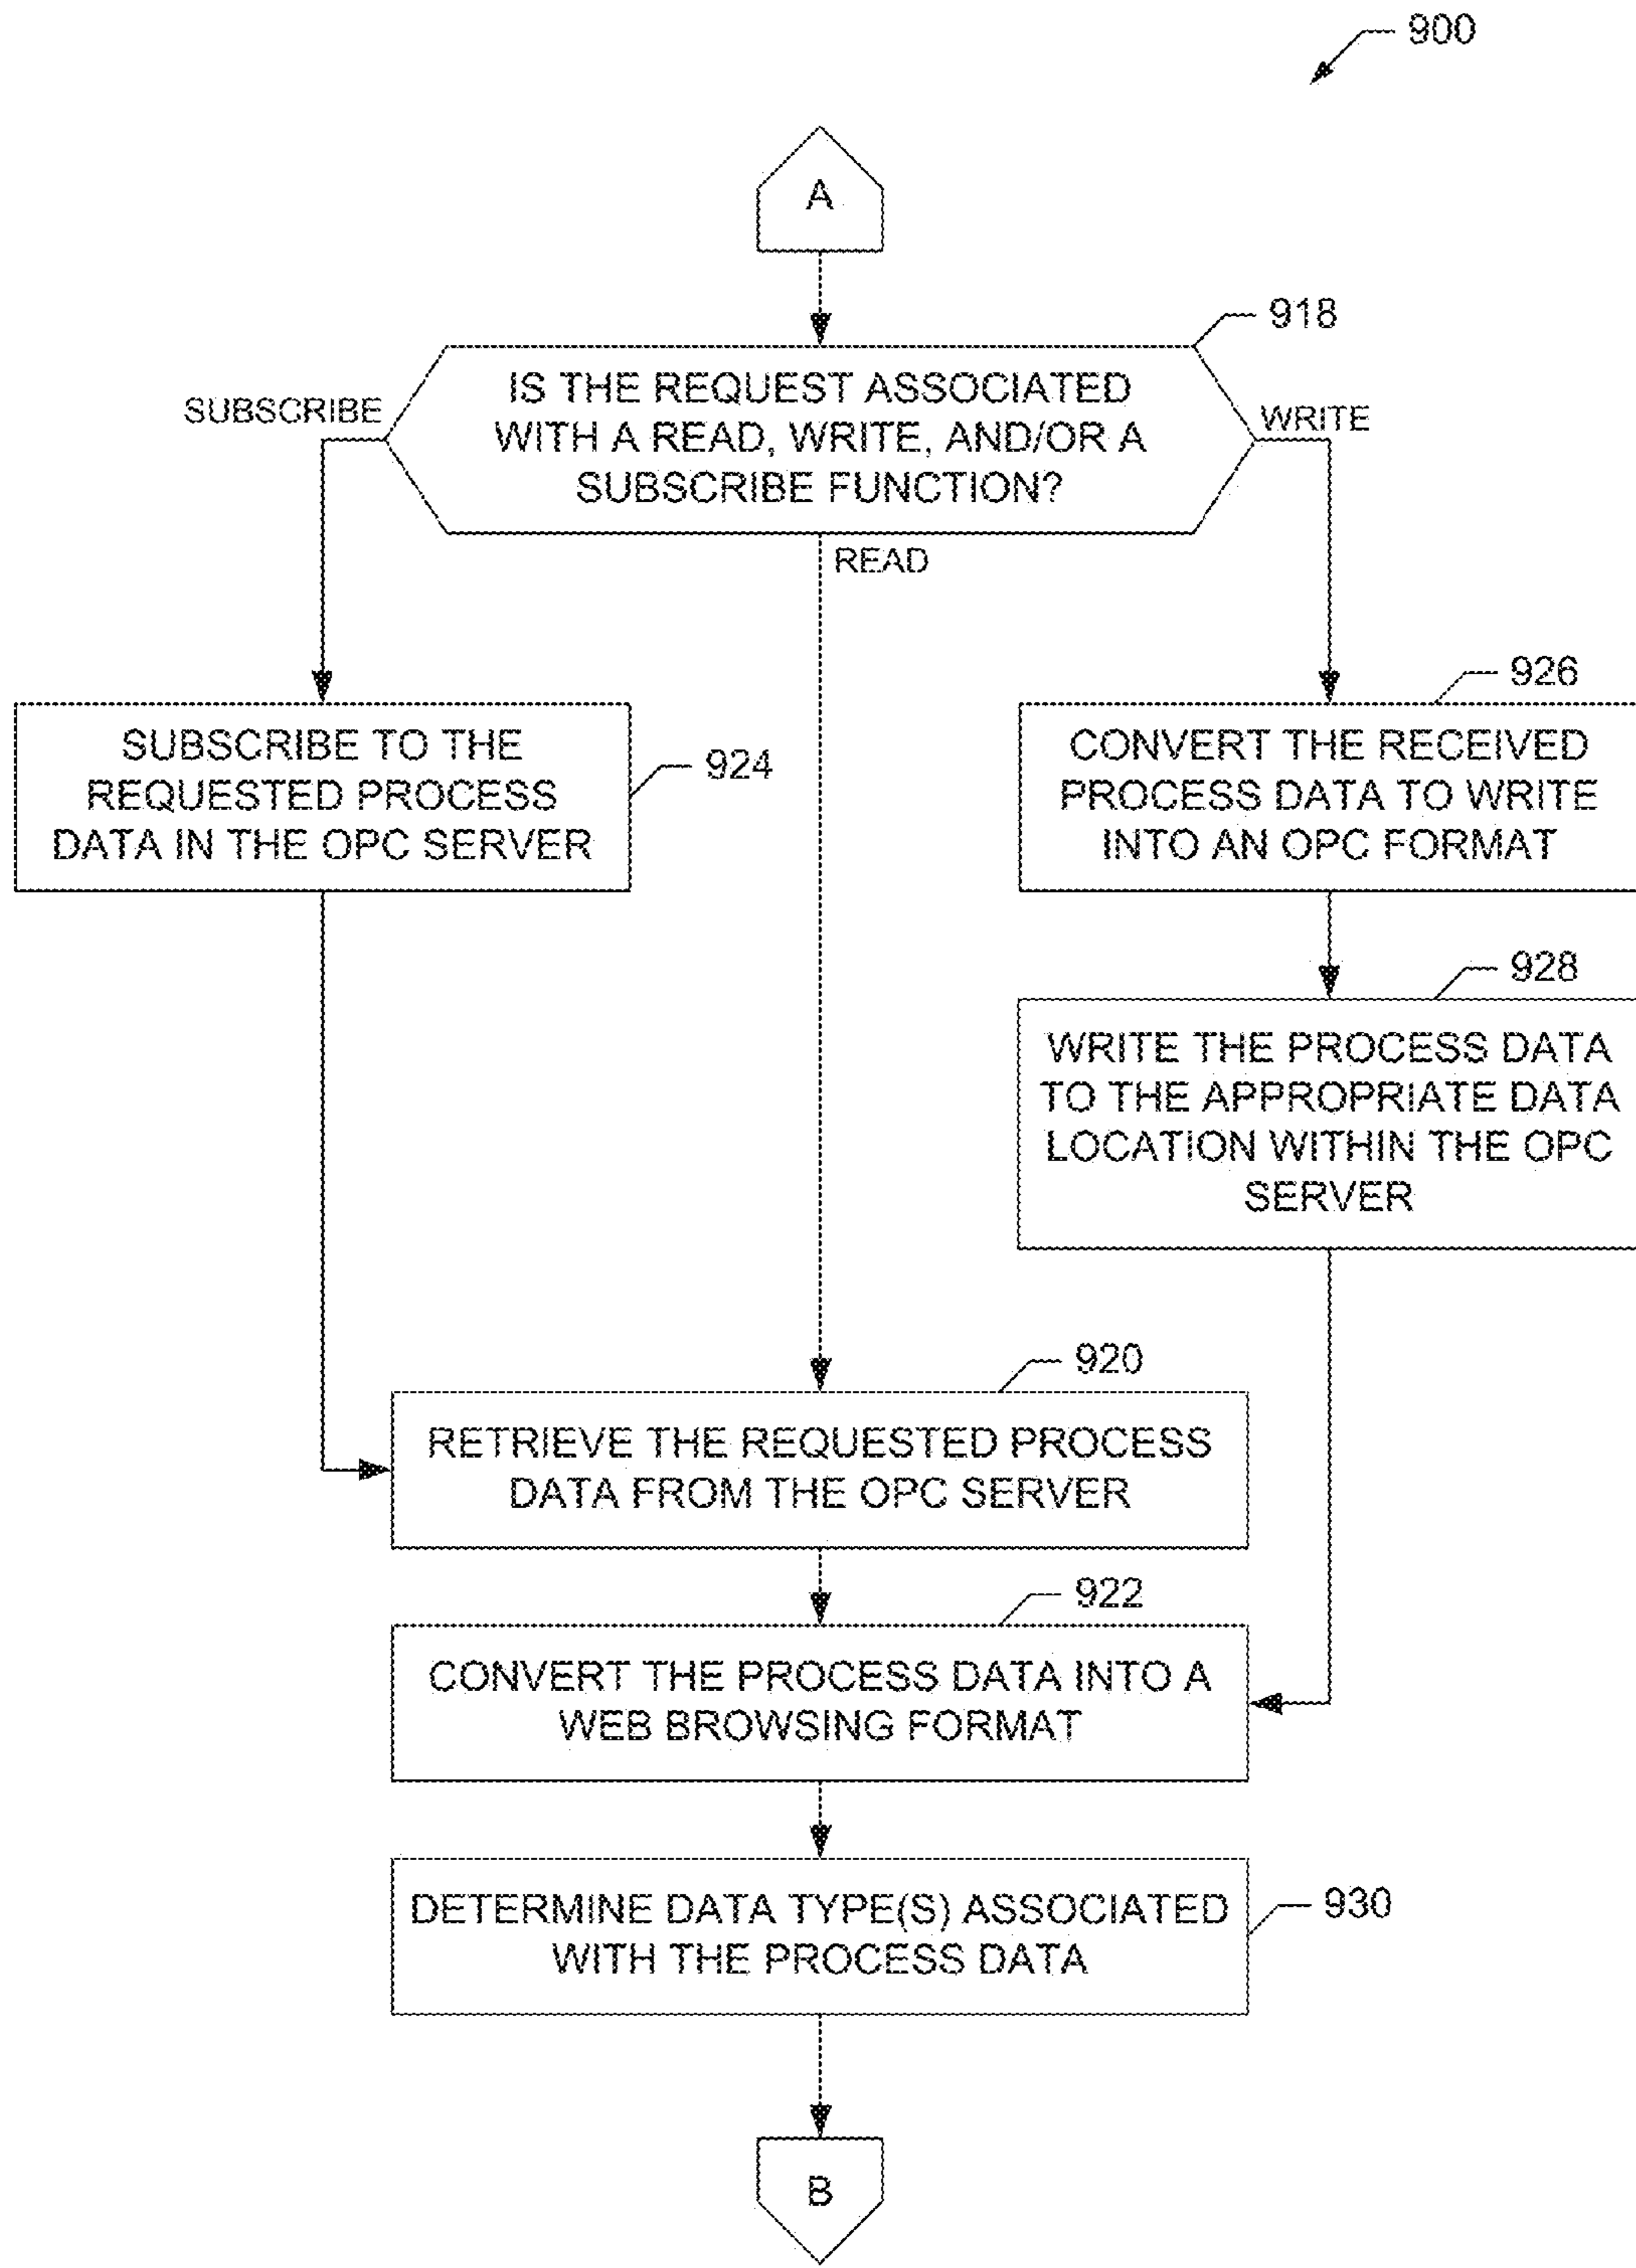 900
A
918
IS THE REQUEST ASSOCIATED
WITH A READ, WRITE, AND/OR A
SUBSCRIBE FUNCTION?
SUBSCRIBE
WRITE
READ
SUBSCRIBE TO THE
REQUESTED PROCESS
DATA IN THE OPC SERVER
924
926
CONVERT THE RECEIVED
PROCESS DATA TO WRITE
INTO AN OPC FORMAT
928
WRITE THE PROCESS DATA
TO THE APPROPRIATE DATA
LOCATION WITHIN THE OPC
SERVER
920
RETRIEVE THE REQUESTED PROCESS
DATA FROM THE OPC SERVER
922
CONVERT THE PROCESS DATA INTO A
WEB BROWSING FORMAT
DETERMINE DATA TYPE(S) ASSOCIATED
WITH THE PROCESS DATA
930
B